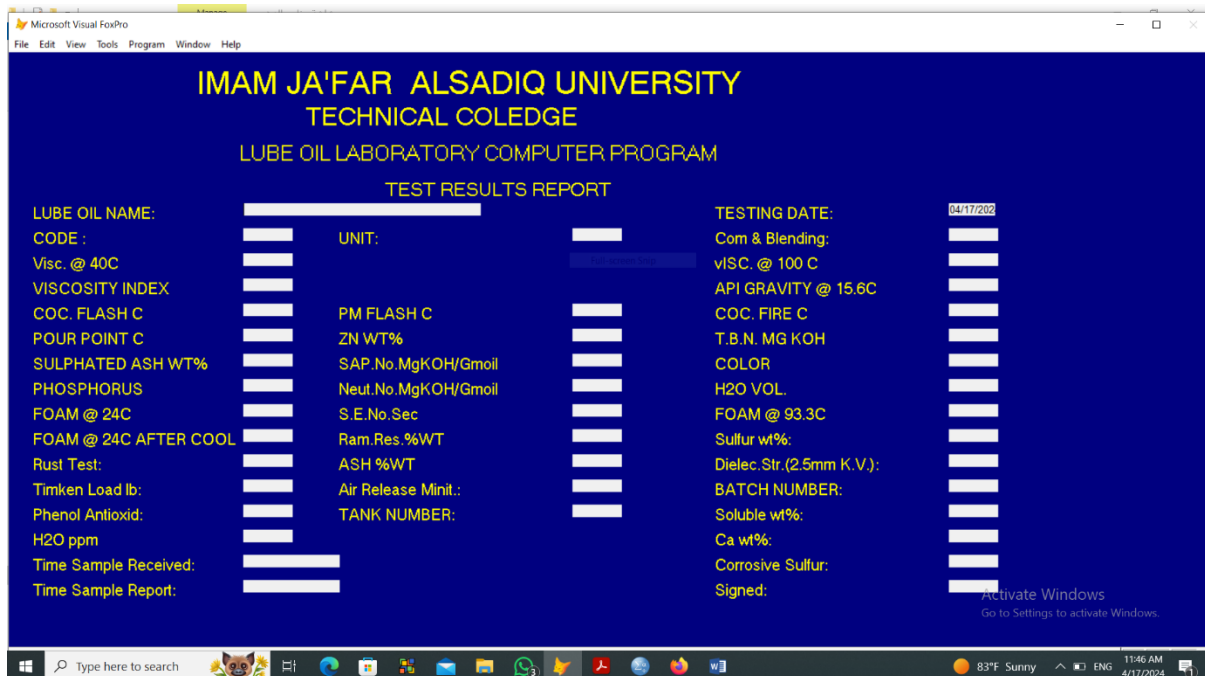 Manage
Microsoft Visual FoxPro
File Edit View Tools Program Window Help
IMAM JA'FAR ALSADIQ UNIVERSITY
TECHNICAL COLEDGE
LUBE OIL LABORATORY COMPUTER PROGRAM
TEST RESULTS REPORT
LUBE OIL NAME: TESTING DATE: 04/17/202
CODE : UNIT: Com & Blending:
Visc. @ 40C Full-screen Snip vISC. @ 100 C
VISCOSITY INDEX API GRAVITY @ 15.6C
COC. FLASH C PM FLASH C COC. FIRE C
POUR POINT C ZN WT% T.B.N. MG KOH
SULPHATED ASH WT% SAP.No.MgKOH/Gmoil COLOR
PHOSPHORUS Neut.No.MgKOH/Gmoil H2O VOL.
FOAM @ 24C S.E.No.Sec FOAM @ 93.3C
FOAM @ 24C AFTER COOL Ram.Res.%WT Sulfur wt%:
Rust Test: ASH %WT Dielec.Str.(2.5mm K.V.):
Timken Load lb: Air Release Minit.: BATCH NUMBER:
Phenol Antioxid: TANK NUMBER: Soluble wt%:
H2O ppm Ca wt%:
Time Sample Received: Corrosive Sulfur:
Time Sample Report: Signed:
Activate Windows
Go to Settings to activate Windows.
Type here to search 3 83°F Sunny ENG 11:46 AM
4/17/2024 1